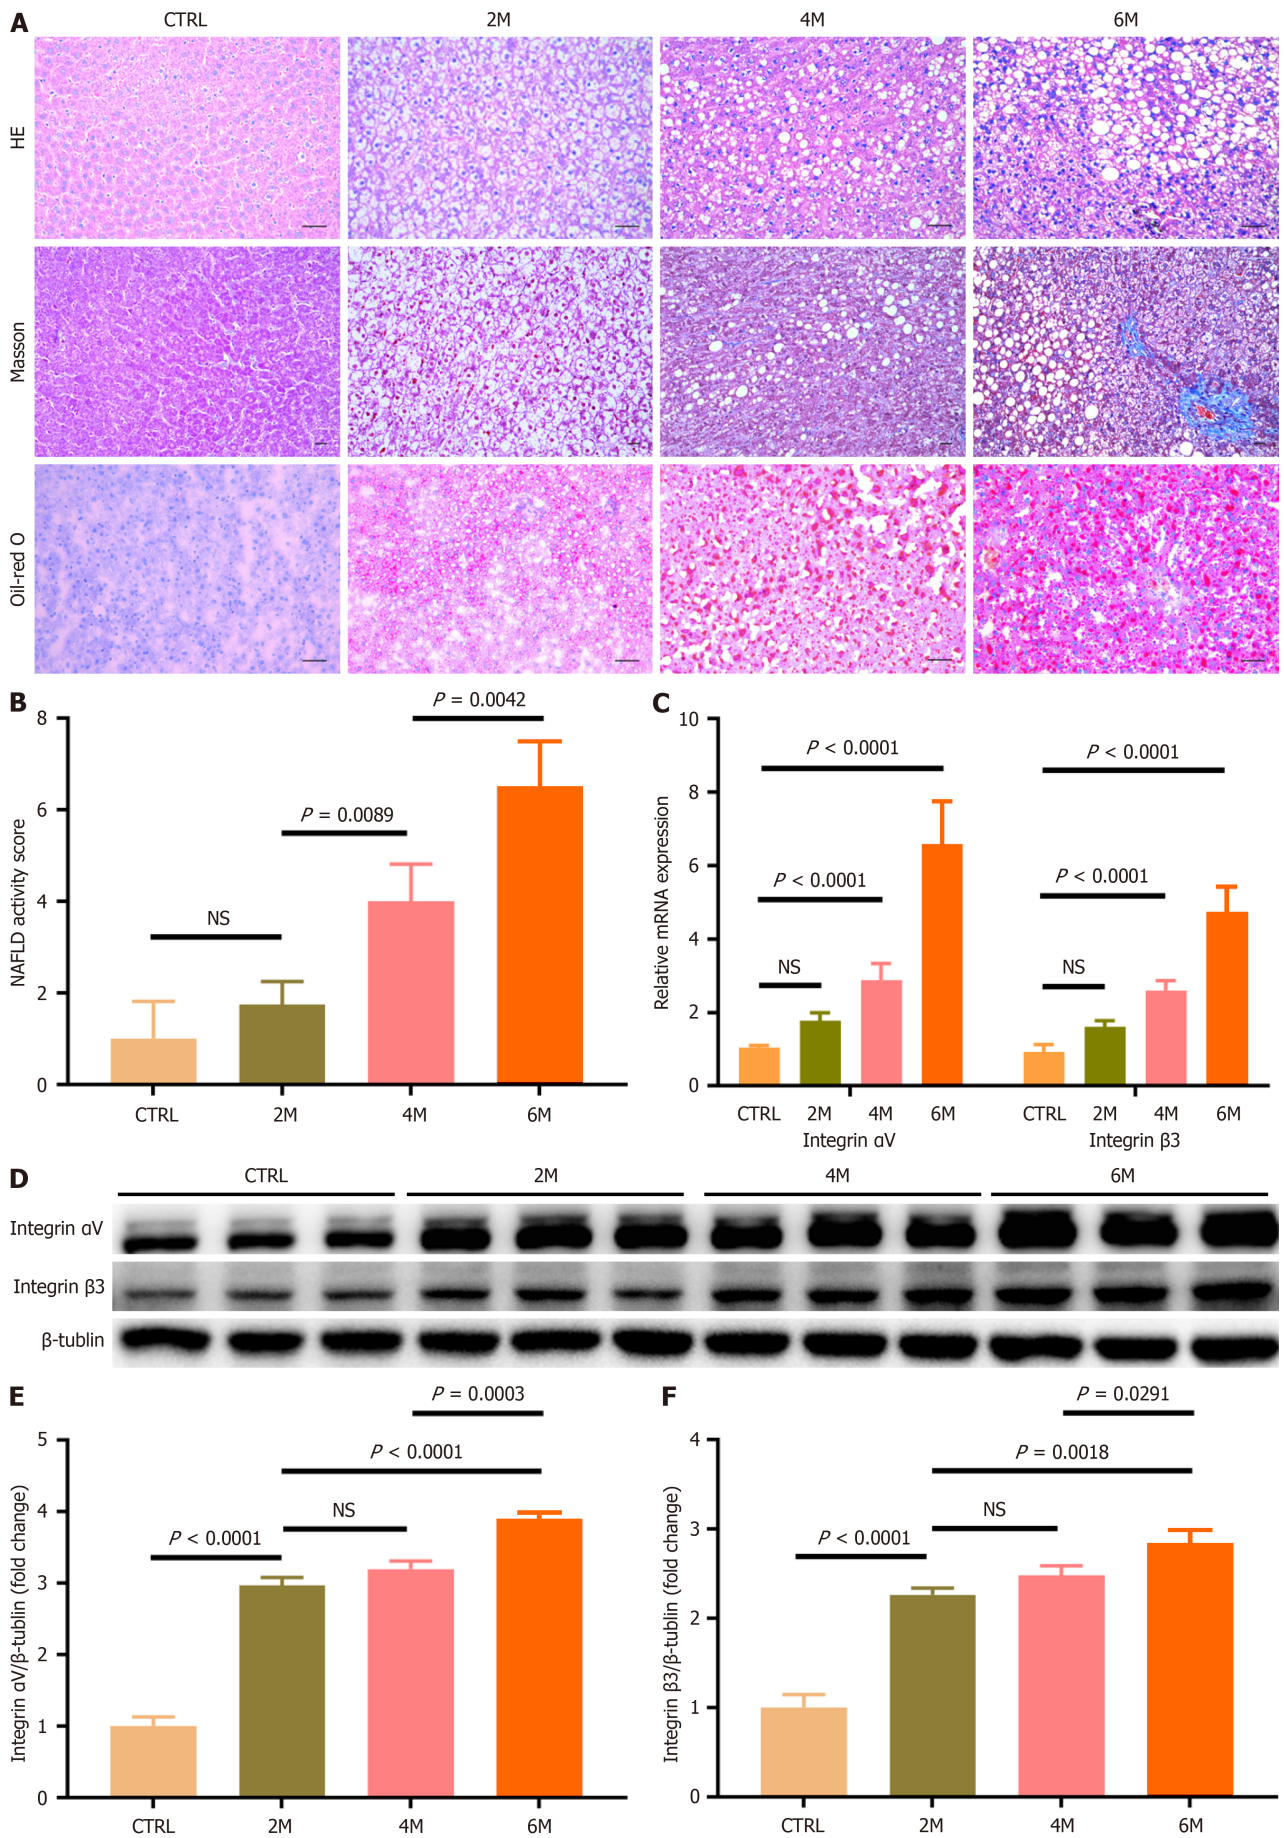 A
CTRL 2M 4M 6M
HE
Masson
Oil-red O
B
NAFLD activity score
8
6
4
2
0
NS
P = 0.0089
P = 0.0042
CTRL 2M 4M 6M
C
Relative mRNA expression
10
8
6
4
2
0
P < 0.0001
P < 0.0001
NS
P < 0.0001
P < 0.0001
NS
CTRL 2M 4M 6M CTRL 2M 4M 6M
Integrin αV Integrin β3
D
CTRL 2M 4M 6M
Integrin αV
Integrin β3
β-tublin
E
Integrin αV/β-tublin (fold change)
5
4
3
2
1
0
P = 0.0003
P < 0.0001
NS
P < 0.0001
CTRL 2M 4M 6M
F
Integrin β3/β-tublin (fold change)
4
3
2
1
0
P = 0.0291
P = 0.0018
NS
P < 0.0001
CTRL 2M 4M 6M